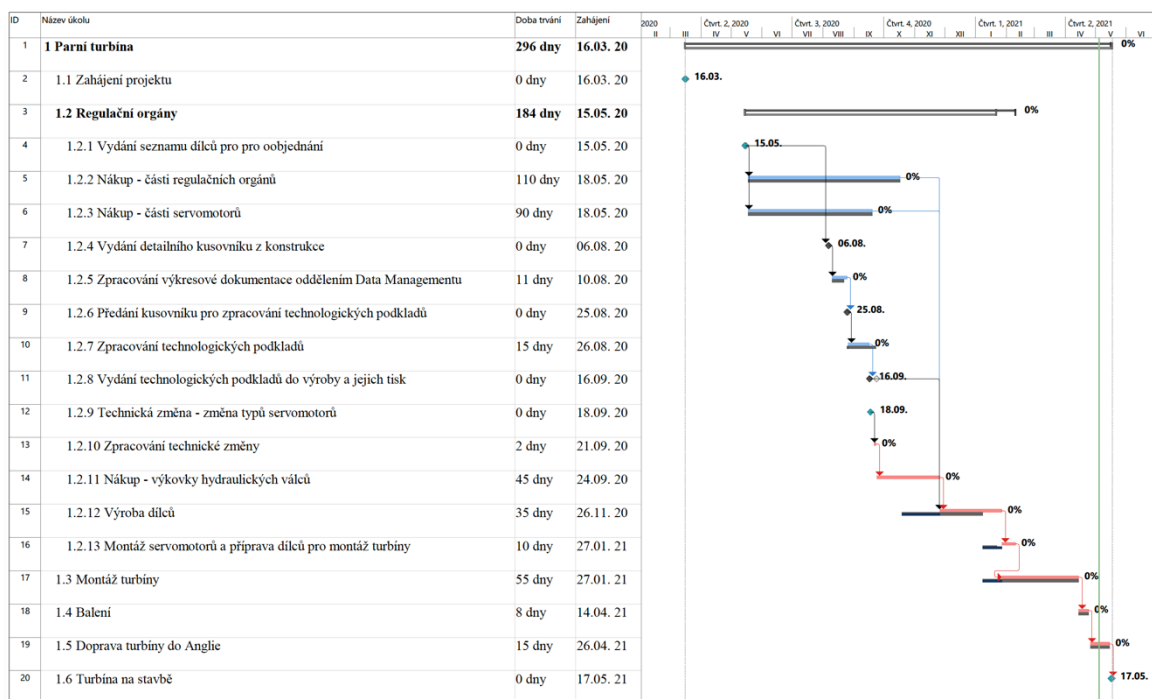 ID Název úkolu Doba trvání Zahájení
2020 Čtvrt. 2, 2020 Čtvrt. 3, 2020 Čtvrt. 4, 2020 Čtvrt. 1, 2021 Čtvrt. 2, 2021
II III IV V VI VII VIII IX X XI XII I II III IV V VI
1 1 Parní turbína 296 dny 16.03. 20 0%
2 1.1 Zahájení projektu 0 dny 16.03. 20 16.03.
3 1.2 Regulační orgány 184 dny 15.05. 20 0%
4 1.2.1 Vydání seznamu dílců pro pro oobjednání 0 dny 15.05. 20 15.05.
5 1.2.2 Nákup - části regulačních orgánů 110 dny 18.05. 20 0%
6 1.2.3 Nákup - části servomotorů 90 dny 18.05. 20 0%
7 1.2.4 Vydání detailního kusovníku z konstrukce 0 dny 06.08. 20 06.08.
8 1.2.5 Zpracování výkresové dokumentace oddělením Data Managementu 11 dny 10.08. 20 0%
9 1.2.6 Předání kusovníku pro zpracování technologických podkladů 0 dny 25.08. 20 25.08.
10 1.2.7 Zpracování technologických podkladů 15 dny 26.08. 20 0%
11 1.2.8 Vydání technologických podkladů do výroby a jejich tisk 0 dny 16.09. 20 16.09.
12 1.2.9 Technická změna - změna typů servomotorů 0 dny 18.09. 20 18.09.
13 1.2.10 Zpracování technické změny 2 dny 21.09. 20 0%
14 1.2.11 Nákup - výkovky hydraulických válců 45 dny 24.09. 20 0%
15 1.2.12 Výroba dílců 35 dny 26.11. 20 0%
16 1.2.13 Montáž servomotorů a příprava dílců pro montáž turbíny 10 dny 27.01. 21 0%
17 1.3 Montáž turbíny 55 dny 27.01. 21 0%
18 1.4 Balení 8 dny 14.04. 21 0%
19 1.5 Doprava turbíny do Anglie 15 dny 26.04. 21 0%
20 1.6 Turbína na stavbě 0 dny 17.05. 21 17.05.